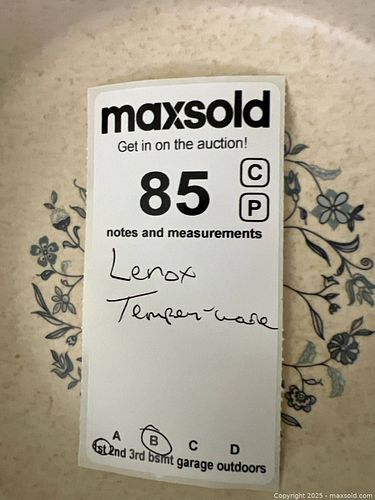 maxsold
Get in on the auction!
85 C
P
notes and measurements
Lenox
Temper-ware
A B C D
1st 2nd 3rd bsmt garage outdoors
Copyright 2025 - maxsold.com